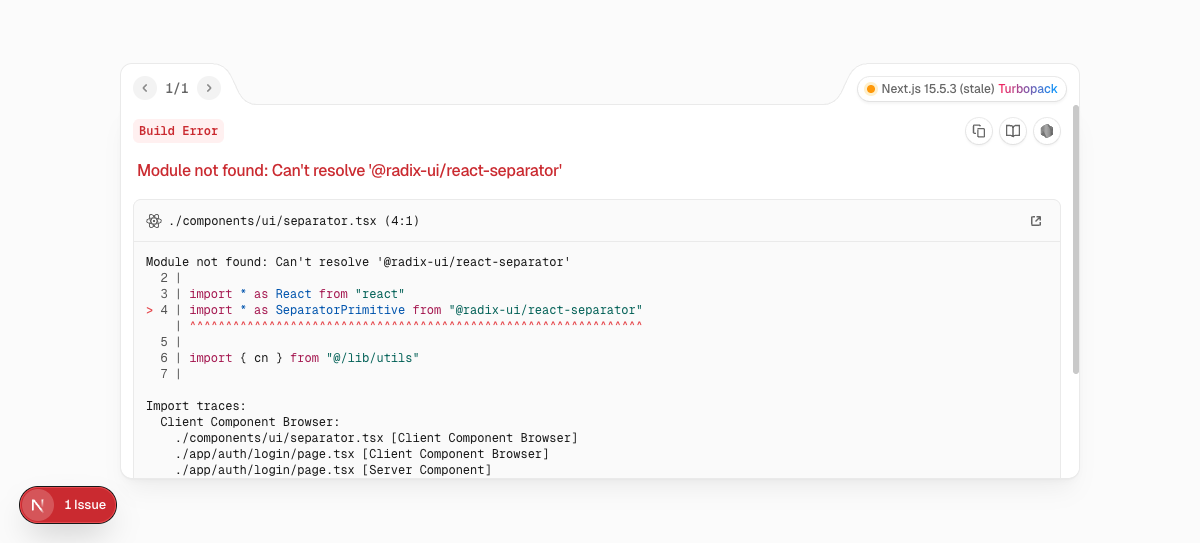 1/1
Next.js 15.5.3 (stale) Turbopack
Build Error
Module not found: Can't resolve '@radix-ui/react-separator'
./components/ui/separator.tsx (4:1)
Module not found: Can't resolve '@radix-ui/react-separator'
2 |
3 | import * as React from "react"
> 4 | import * as SeparatorPrimitive from "@radix-ui/react-separator"
| ^^^^^^^^^^^^^^^^^^^^^^^^^^^^^^^^^^^^^^^^^^^^^^^^^^^^^^^^^^^^^^^
5 |
6 | import { cn } from "@/lib/utils"
7 |
Import traces:
Client Component Browser:
./components/ui/separator.tsx [Client Component Browser]
./app/auth/login/page.tsx [Client Component Browser]
./app/auth/login/page.tsx [Server Component]
N 1 Issue